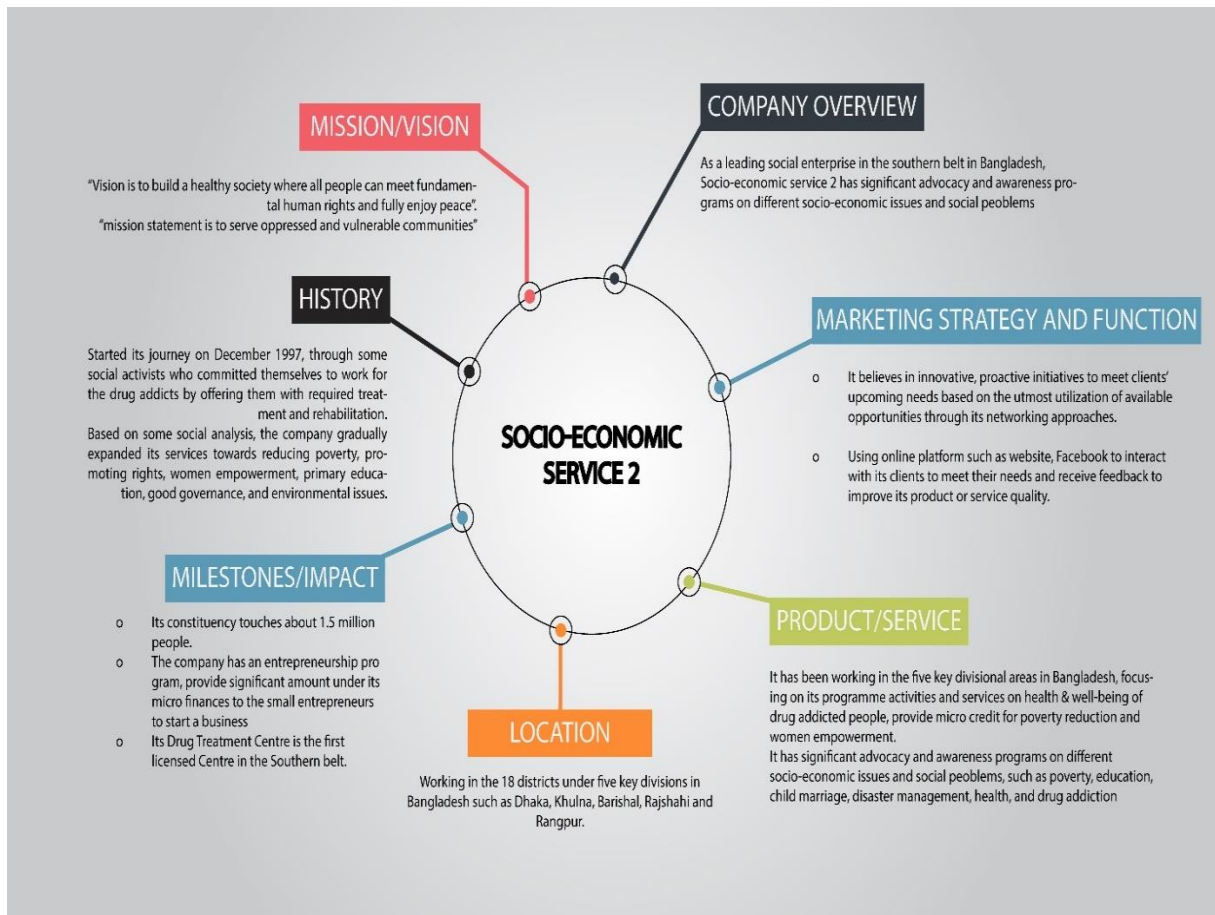 COMPANY OVERVIEW
As a leading social enterprise in the southern belt in Bangladesh,
Socio-economic service 2 has significant advocacy and awareness pro-
grams on different socio-economic issues and social peoblems
MISSION/VISION
"Vision is to build a healthy society where all people can meet fundamen-
tal human rights and fully enjoy peace".
"mission statement is to serve oppressed and vulnerable communities"
HISTORY
Started its journey on December 1997, through some
social activists who committed themselves to work for
the drug addicts by offering them with required treat-
ment and rehabilitation.
Based on some social analysis, the company gradually
expanded its services towards reducing poverty, pro-
moting rights, women empowerment, primary educa-
tion, good governance, and environmental issues.
MARKETING STRATEGY AND FUNCTION
o It believes in innovative, proactive initiatives to meet clients'
upcoming needs based on the utmost utilization of available
opportunities through its networking approaches.
o Using online platform such as website, Facebook to interact
with its clients to meet their needs and receive feedback to
improve its product or service quality.
SOCIO-ECONOMIC
SERVICE 2
MILESTONES/IMPACT
o Its constituency touches about 1.5 million
people.
o The company has an entrepreneurship pro
gram, provide significant amount under its
micro finances to the small entrepreneurs
to start a business
o Its Drug Treatment Centre is the first
licensed Centre in the Southern belt.
LOCATION
Working in the 18 districts under five key divisions in
Bangladesh such as Dhaka, Khulna, Barishal, Rajshahi and
Rangpur.
PRODUCT/SERVICE
It has been working in the five key divisional areas in Bangladesh, focus-
ing on its programme activities and services on health & well-being of
drug addicted people, provide micro credit for poverty reduction and
women empowerment.
It has significant advocacy and awareness programs on different
socio-economic issues and social peoblems, such as poverty, education,
child marriage, disaster management, health, and drug addiction